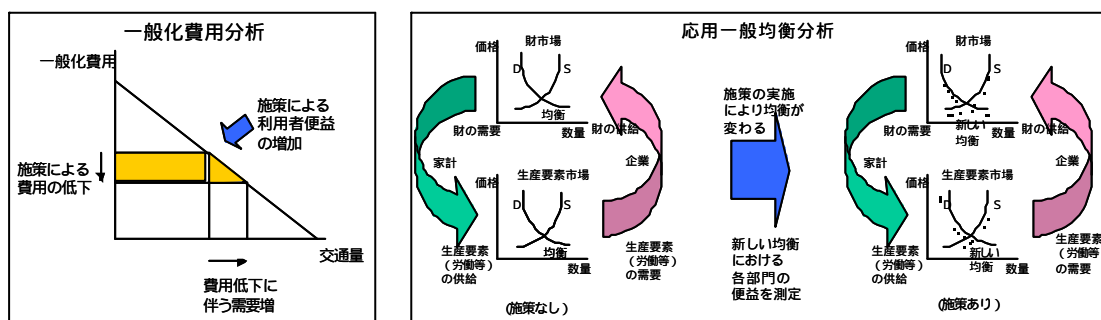 一般化費用分析
一般化費用
施策による
利用者便益
の増加
施策による
費用の低下
交通量
費用低下に
伴う需要増
応用一般均衡分析
財市場
価格
D
S
均衡
数量
財の需要
財の供給
家計
企業
生産要素市場
価格
D
S
均衡
数量
生産要素
（労働等）
の供給
生産要素
（労働等）
の需要
(施策なし)
施策の実施
により均衡が
変わる
新しい均衡
における
各部門の
便益を測定
財市場
価格
D
S
新しい
均衡
数量
財の需要
財の供給
家計
企業
生産要素市場
価格
D
S
新しい
均衡
数量
生産要素
（労働等）
の供給
生産要素
（労働等）
の需要
(施策あり)